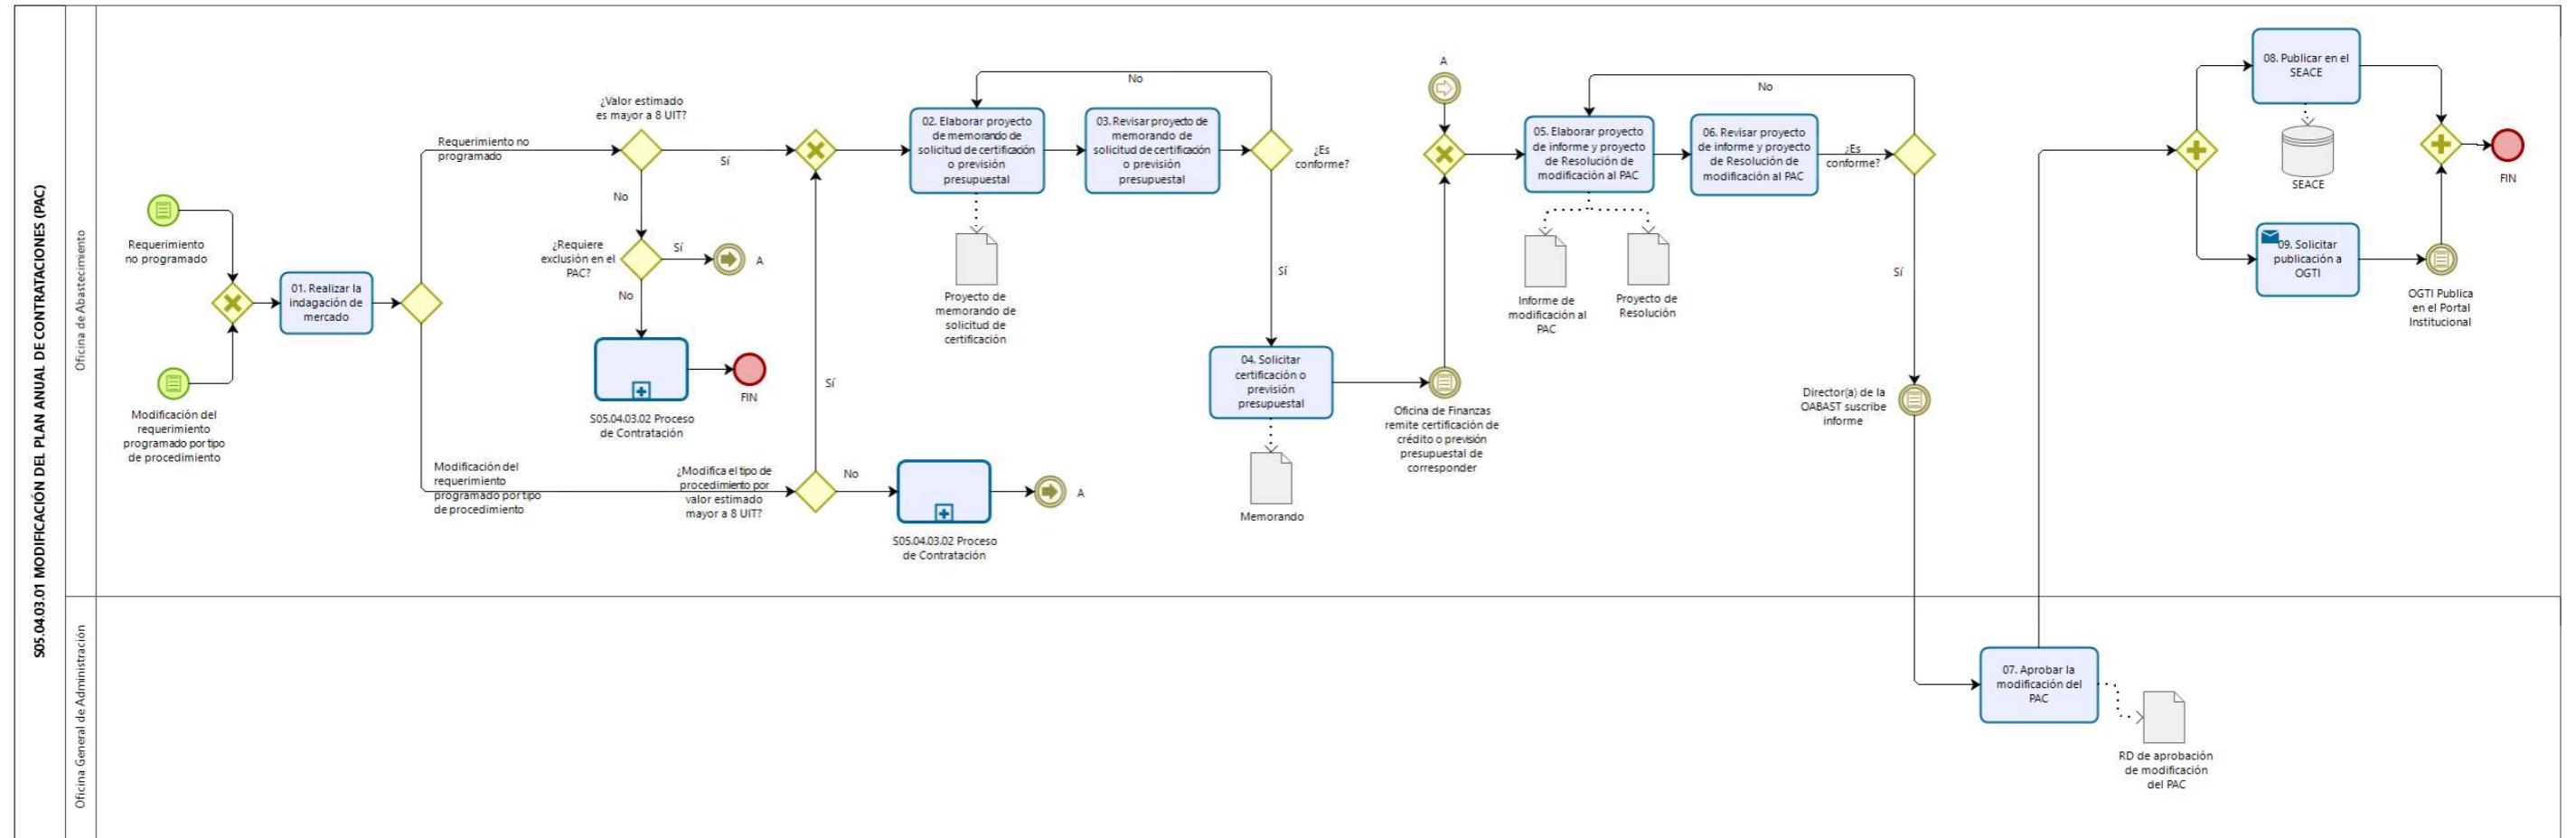 S05.04.03.01 MODIFICACIÓN DEL PLAN ANUAL DE CONTRATACIONES (PAC)
Oficina de Abastecimiento
Requerimiento
no programado
Modificación del
requerimiento
programado por tipo
de procedimiento
01. Realizar la
indagación de
mercado
Requerimiento no
programado
Modificación del
requerimiento
programado por tipo
de procedimiento
¿Valor estimado
es mayor a 8 UIT?
Sí
No
¿Requiere
exclusión en el
PAC?
Sí
A
No
S05.04.03.02 Proceso
de Contratación
FIN
¿Modifica el tipo de
procedimiento por
valor estimado
mayor a 8 UIT?
Sí
No
S05.04.03.02 Proceso
de Contratación
A
02. Elaborar proyecto
de memorando de
solicitud de certificación
o previsión
presupuestal
Proyecto de
memorando de
solicitud de
certificación
03. Revisar proyecto de
memorando de
solicitud de certificación
o previsión
presupuestal
No
¿Es
conforme?
Sí
04. Solicitar
certificación o
previsión
presupuestal
Memorando
Oficina de Finanzas
remite certificación de
crédito o previsión
presupuestal de
corresponder
A
05. Elaborar proyecto
de informe y proyecto
de Resolución de
modificación al PAC
Informe de
modificación al
PAC
Proyecto de
Resolución
06. Revisar proyecto
de informe y proyecto
de Resolución de
modificación al PAC
No
¿Es
conforme?
Sí
Director(a) de la
OABAST suscribe
informe
08. Publicar en el
SEACE
SEACE
09. Solicitar
publicación a
OGTI
OGTI Publica
en el Portal
Institucional
FIN
Oficina General de Administración
07. Aprobar la
modificación del
PAC
RD de aprobación
de modificación
del PAC